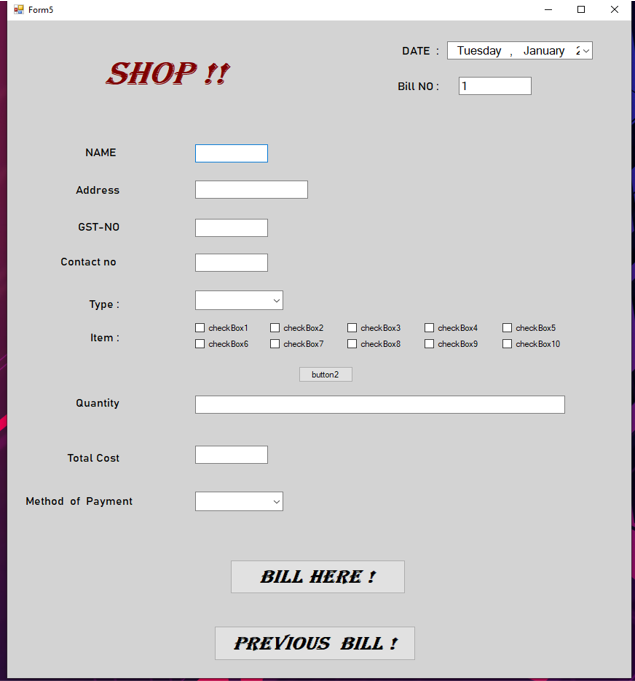 Form5
DATE : Tuesday , January
SHOP !!
Bill NO : 1
NAME
Address
GST-NO
Contact no
Type :
Item : checkBox1 checkBox2 checkBox3 checkBox4 checkBox5
checkBox6 checkBox7 checkBox8 checkBox9 checkBox10
button2
Quantity
Total Cost
Method of Payment
BILL HERE !
PREVIOUS BILL !